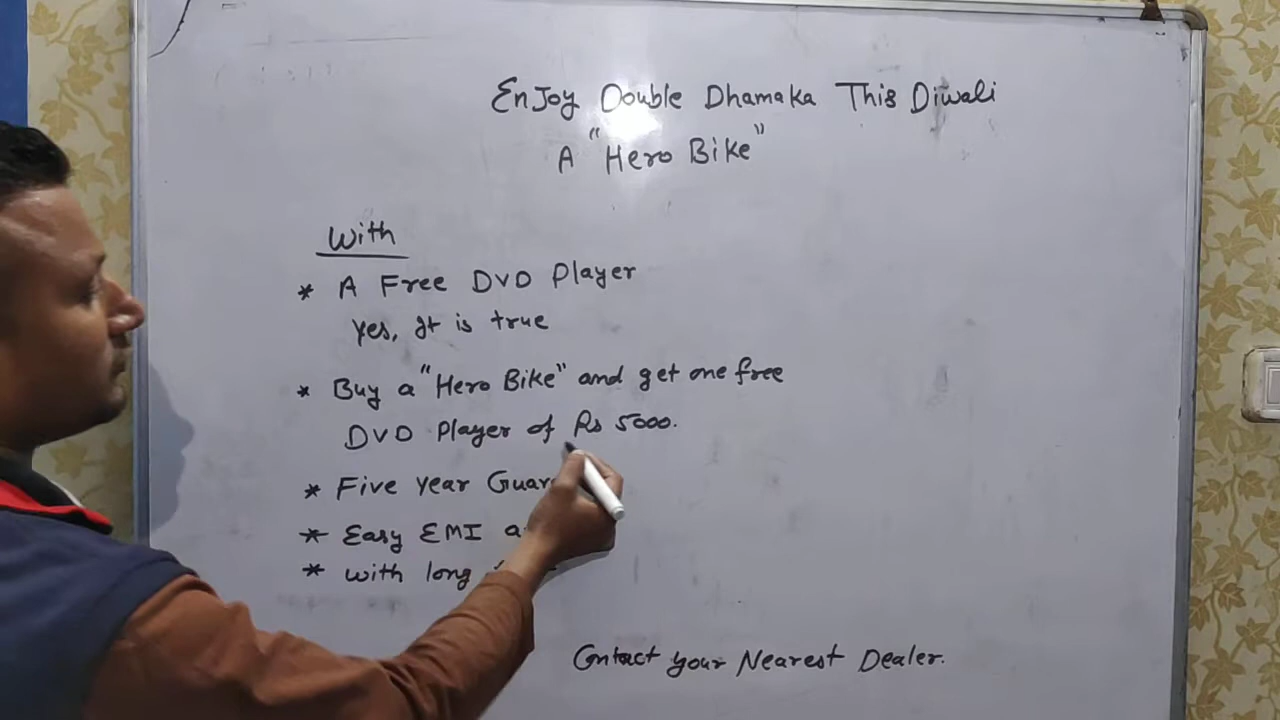 EnJoy Double Dhamaka This Diwali
A "Hero Bike"
With
* A Free DVD Player
Yes, It is true
* Buy a "Hero Bike" and get one free
DVD Player of Rs 5000.
* Five Year
* Easy EMI
* with long
Contact your Nearest Dealer.